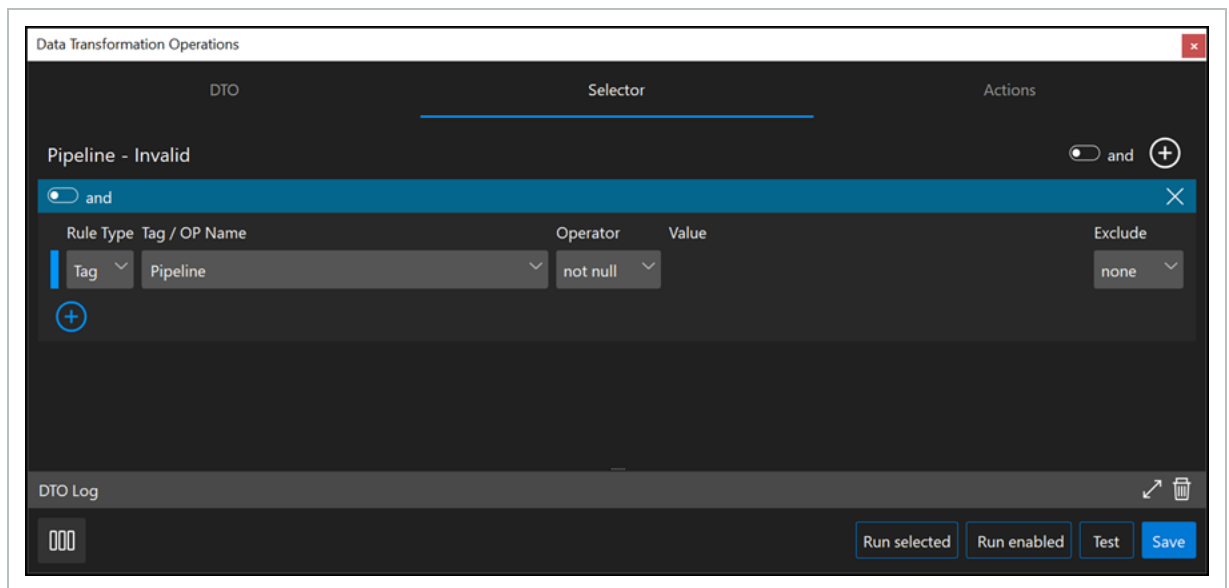 Data Transformation Operations
DTO Selector Actions
Pipeline - Invalid and
and
Rule Type Tag / OP Name Operator Value Exclude
Tag Pipeline not null none
DTO Log
Run selected Run enabled Test Save